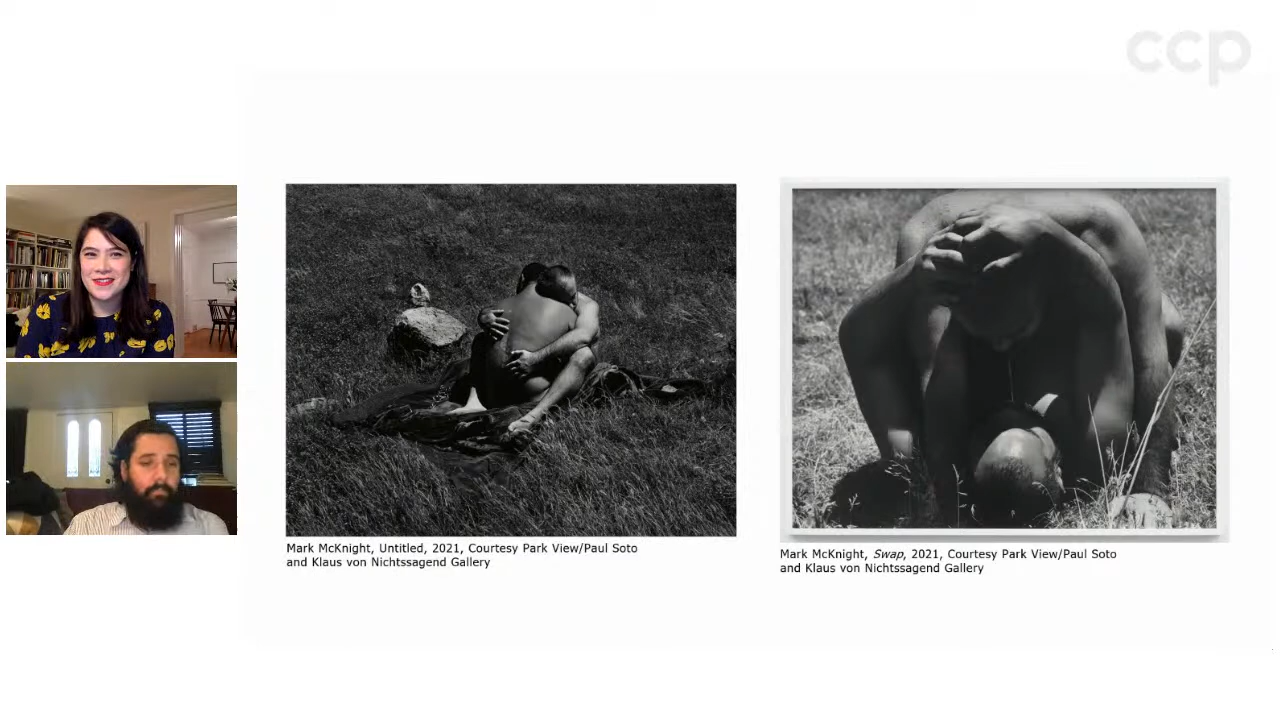 ccp
Mark McKnight, Untitled, 2021, Courtesy Park View/Paul Soto
and Klaus von Nichtssagend Gallery
Mark McKnight, Swap, 2021, Courtesy Park View/Paul Soto
and Klaus von Nichtssagend Gallery